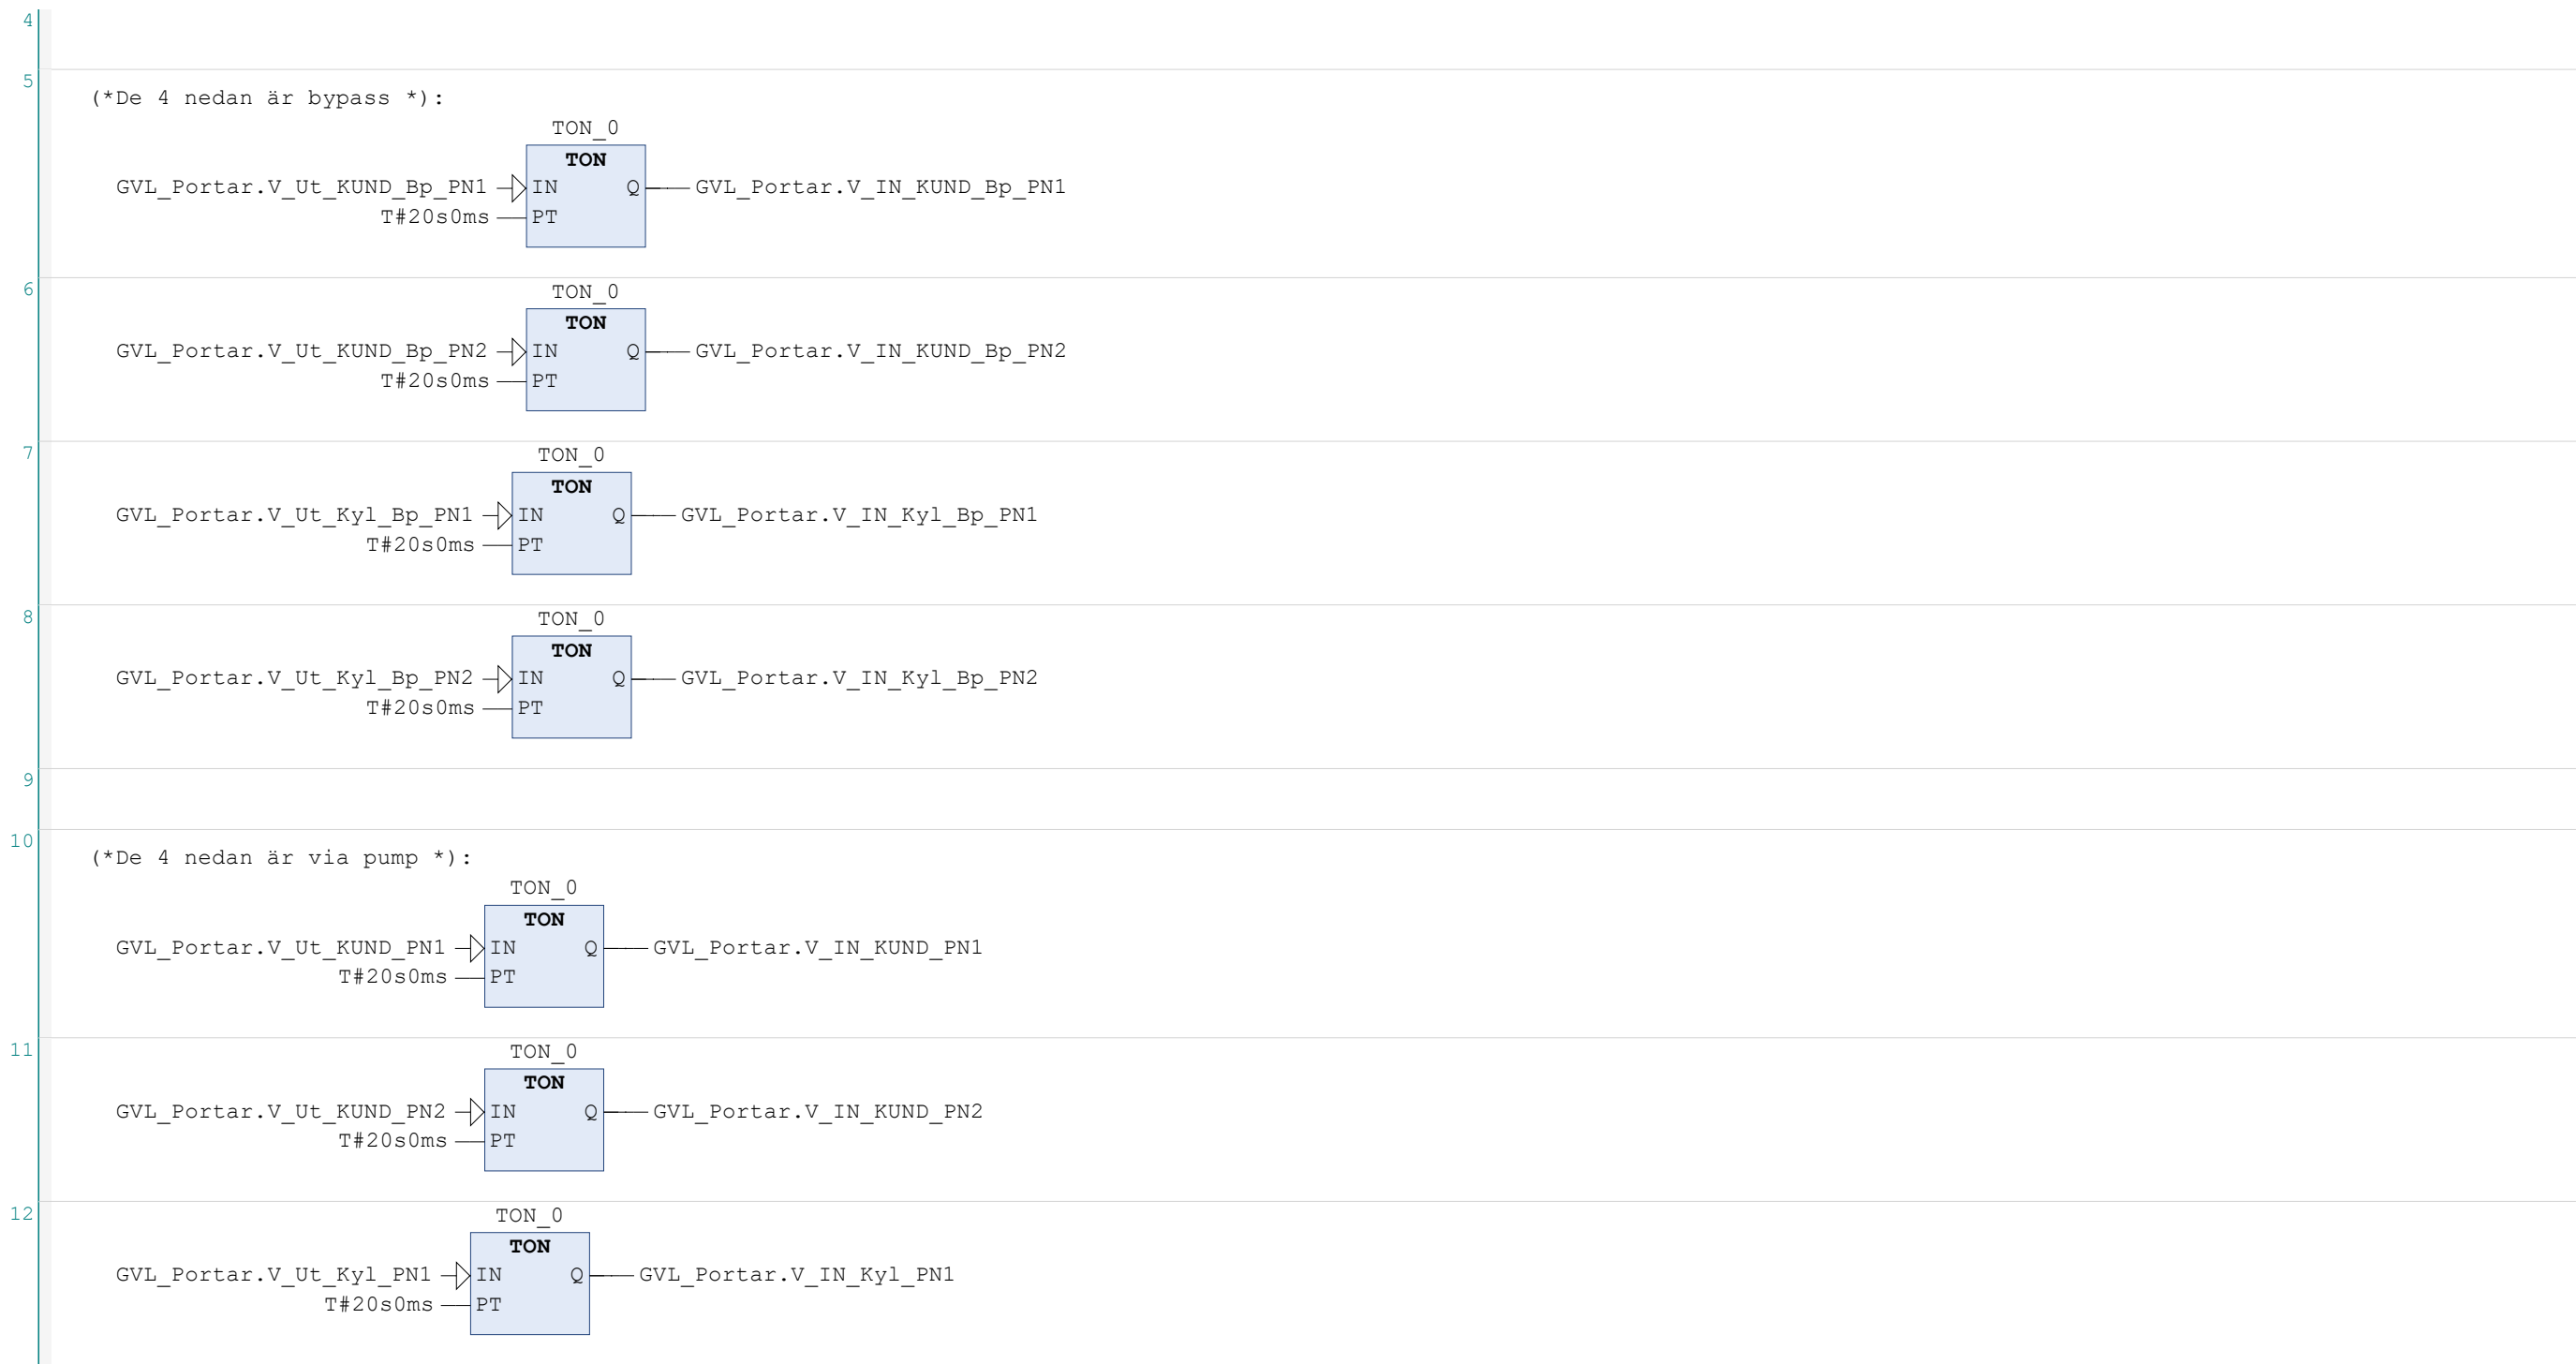 4
5
(*De 4 nedan är bypass *):
TON_0
TON
GVL_Portar.V_Ut_KUND_Bp_PN1 IN Q GVL_Portar.V_IN_KUND_Bp_PN1
T#20s0ms PT
6
TON_0
TON
GVL_Portar.V_Ut_KUND_Bp_PN2 IN Q GVL_Portar.V_IN_KUND_Bp_PN2
T#20s0ms PT
7
TON_0
TON
GVL_Portar.V_Ut_Kyl_Bp_PN1 IN Q GVL_Portar.V_IN_Kyl_Bp_PN1
T#20s0ms PT
8
TON_0
TON
GVL_Portar.V_Ut_Kyl_Bp_PN2 IN Q GVL_Portar.V_IN_Kyl_Bp_PN2
T#20s0ms PT
9
10
(*De 4 nedan är via pump *):
TON_0
TON
GVL_Portar.V_Ut_KUND_PN1 IN Q GVL_Portar.V_IN_KUND_PN1
T#20s0ms PT
11
TON_0
TON
GVL_Portar.V_Ut_KUND_PN2 IN Q GVL_Portar.V_IN_KUND_PN2
T#20s0ms PT
12
TON_0
TON
GVL_Portar.V_Ut_Kyl_PN1 IN Q GVL_Portar.V_IN_Kyl_PN1
T#20s0ms PT